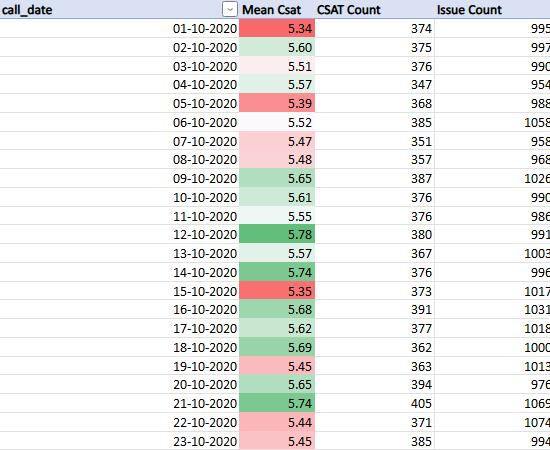 call_date Mean Csat CSAT Count Issue Count
01-10-2020 5.34 374 995
02-10-2020 5.60 375 997
03-10-2020 5.51 376 990
04-10-2020 5.57 347 954
05-10-2020 5.39 368 988
06-10-2020 5.52 385 1058
07-10-2020 5.47 351 958
08-10-2020 5.48 357 968
09-10-2020 5.65 387 1026
10-10-2020 5.61 376 990
11-10-2020 5.55 376 986
12-10-2020 5.78 380 991
13-10-2020 5.57 367 1003
14-10-2020 5.74 376 996
15-10-2020 5.35 373 1017
16-10-2020 5.68 391 1031
17-10-2020 5.62 377 1018
18-10-2020 5.69 362 1000
19-10-2020 5.45 363 1013
20-10-2020 5.65 394 976
21-10-2020 5.74 405 1069
22-10-2020 5.44 371 1074
23-10-2020 5.45 385 994